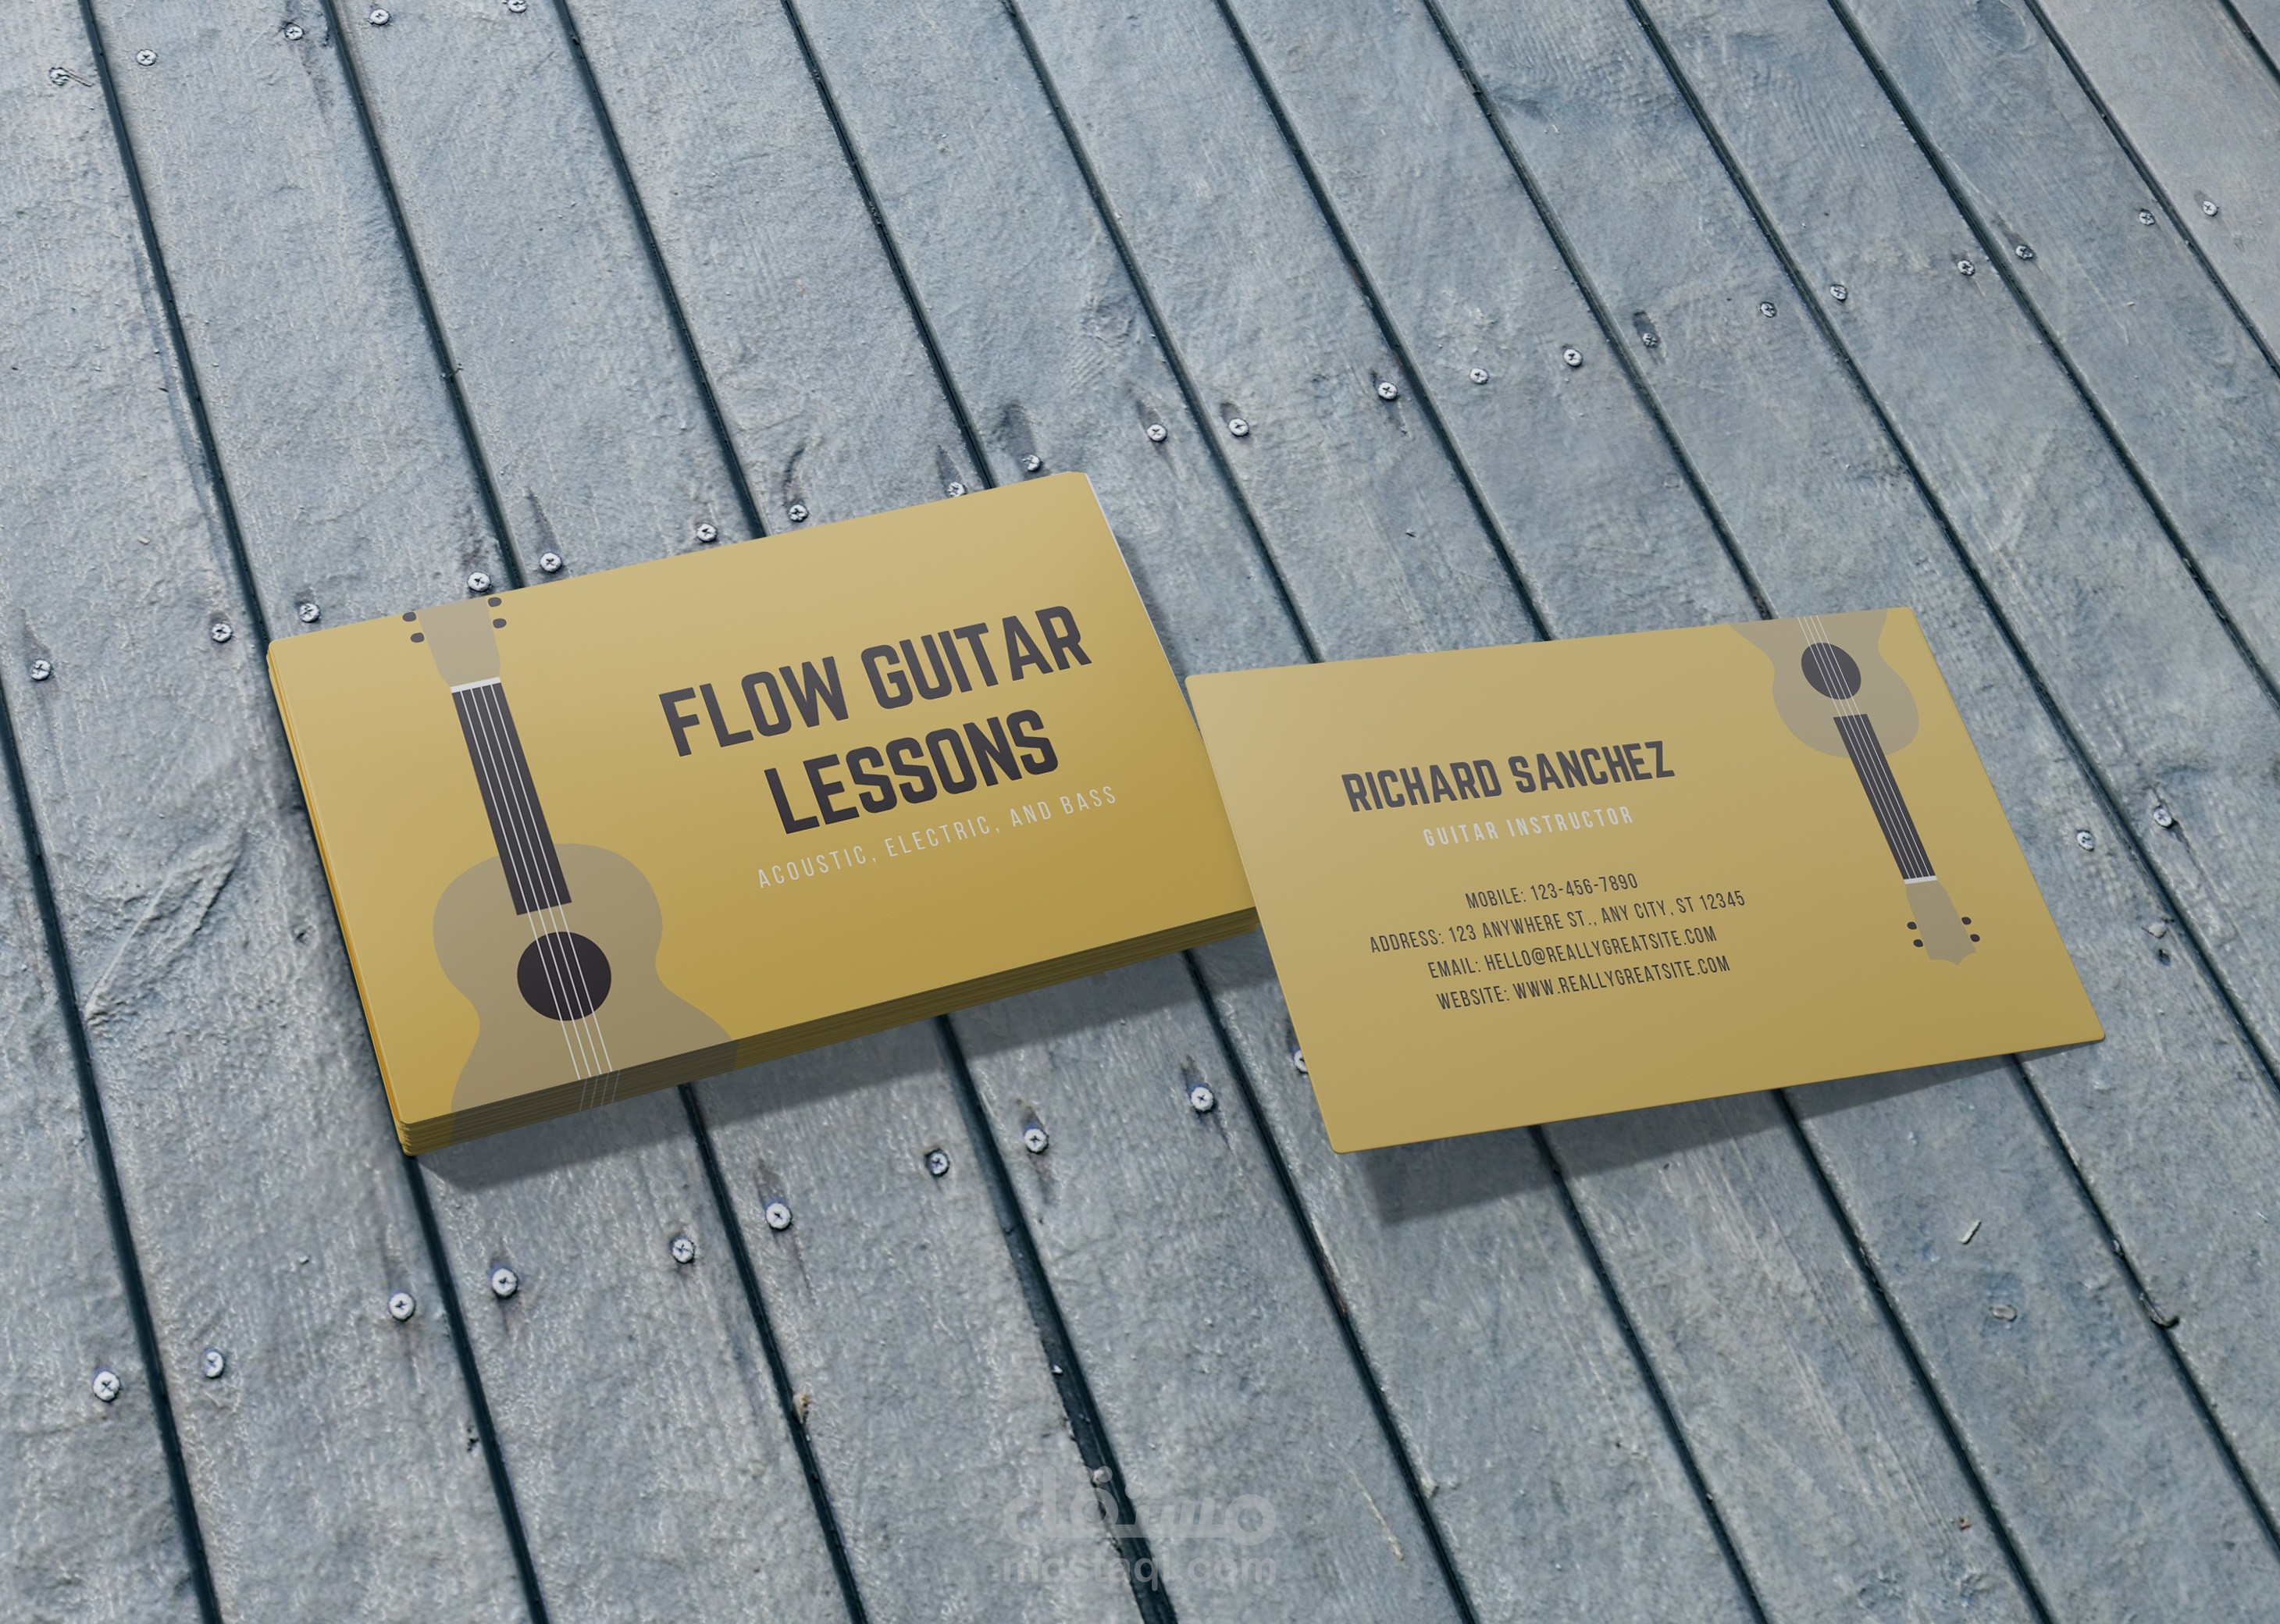 FLOW GUITAR
LESSONS
ACOUSTIC, ELECTRIC, AND BASS
RICHARD SANCHEZ
GUITAR INSTRUCTOR
MOBILE: 123-456-7890
ADDRESS: 123 ANYWHERE ST., ANY CITY, ST 12345
EMAIL: HELLO@REALLYGREATSITE.COM
WEBSITE: WWW.REALLYGREATSITE.COM
مستقل
mostaql.com